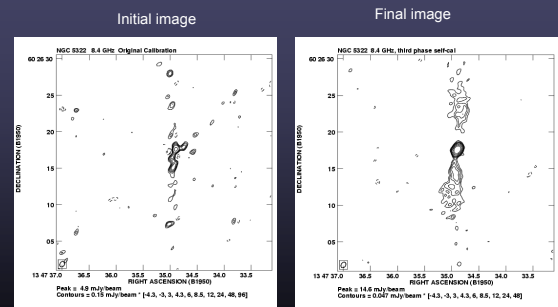 Initial image
Final image
NGC 5322 8.4 GHz Original Calibration
60 26 30
25
20
15
10
05
DECLINATION (B1950)
13 47 37.0 36.5 36.0 35.5 35.0 34.5 34.0 33.5
RIGHT ASCENSION (B1950)
Peak = 4.9 mJy/beam
Contours = 0.15 mJy/beam * [-4.3, -3, 3, 4.3, 6, 8.5, 12, 24, 48, 96]
NGC 5322 8.4 GHz, third phase self-cal
60 26 30
25
20
15
10
05
DECLINATION (B1950)
13 47 37.0 36.5 36.0 35.5 35.0 34.5 34.0 33.5
RIGHT ASCENSION (B1950)
Peak = 14.6 mJy/beam
Contours = 0.047 mJy/beam * [-4.3, -3, 3, 4.3, 6, 8.5, 12, 24, 48]